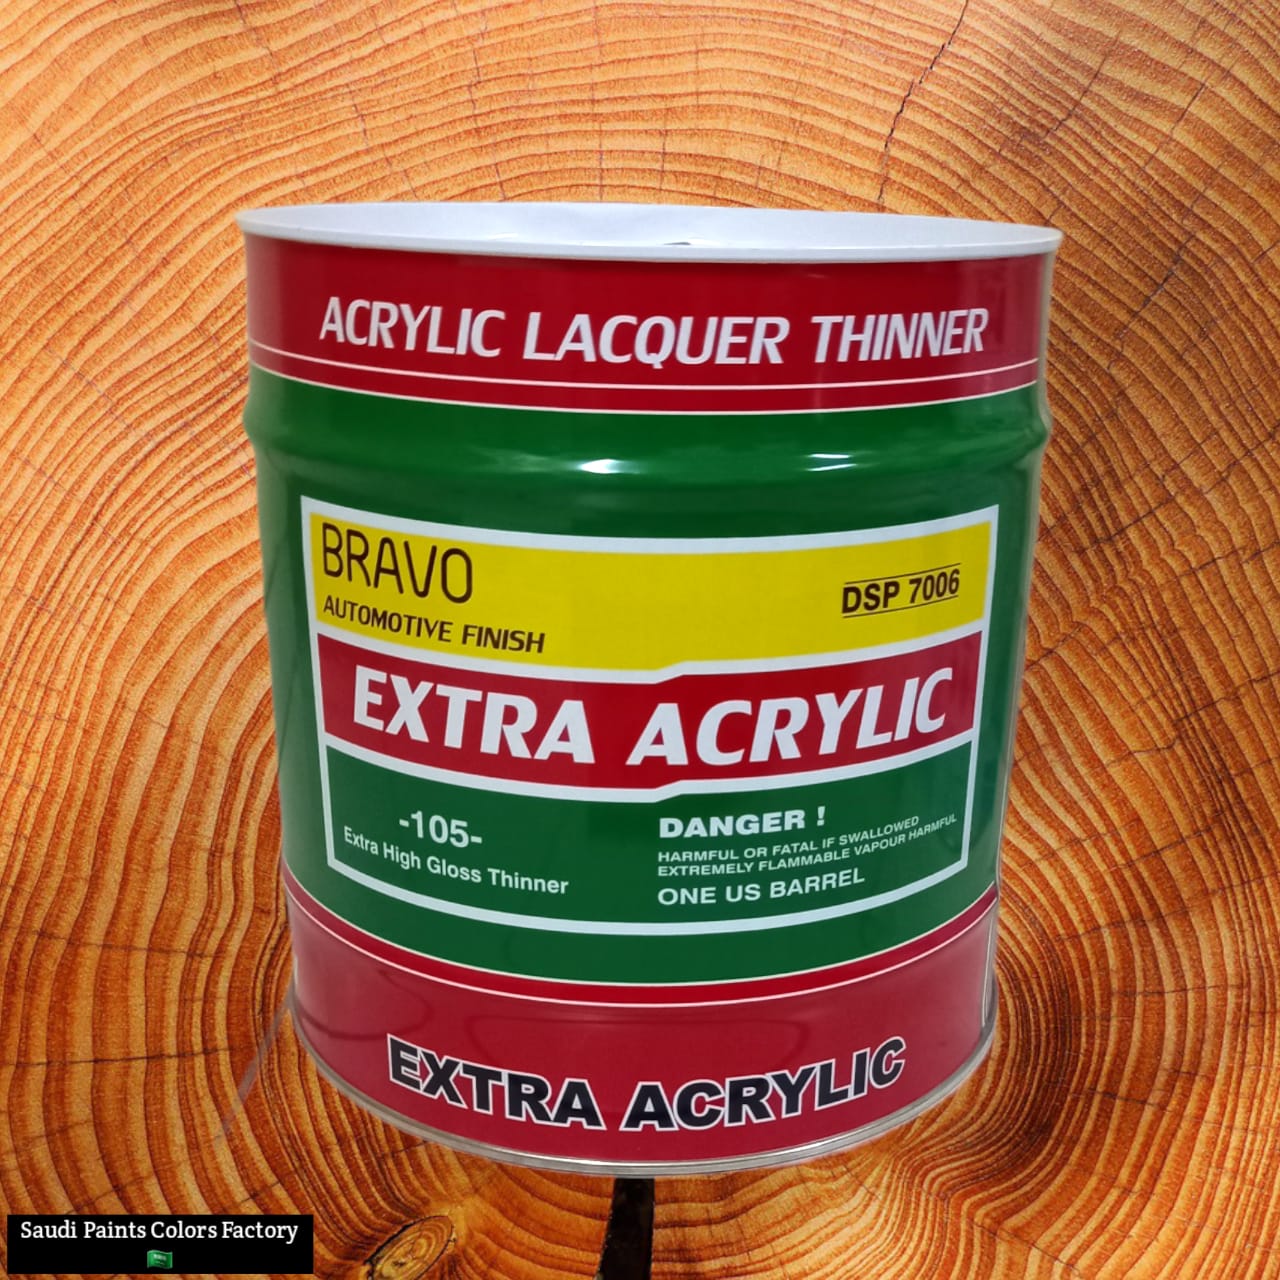 ACRYLIC LACQUER THINNER
BRAVO
AUTOMOTIVE FINISH
DSP 7006
EXTRA ACRYLIC
-105-
Extra High Gloss Thinner
DANGER !
HARMFUL OR FATAL IF SWALLOWED
EXTREMELY FLAMMABLE VAPOUR HARMFUL
ONE US BARREL
EXTRA ACRYLIC
Saudi Paints Colors Factory